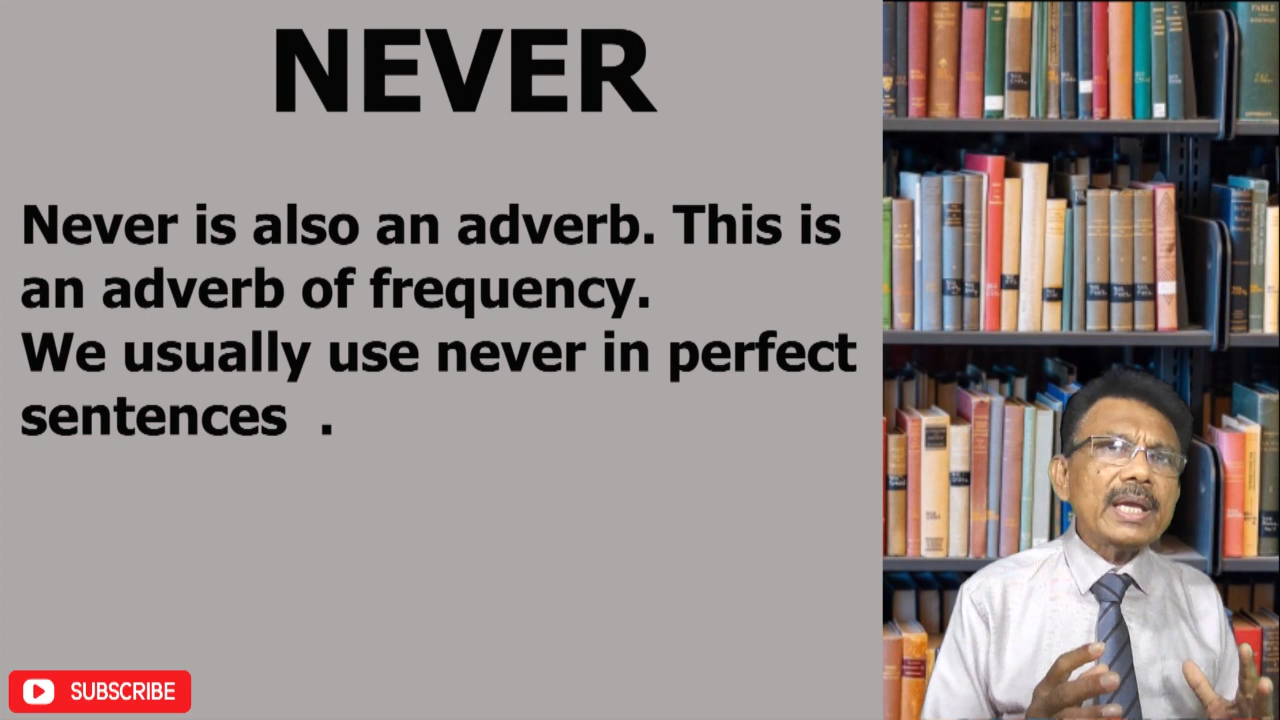 NEVER
Never is also an adverb. This is
an adverb of frequency.
We usually use never in perfect
sentences  .
SUBSCRIBE